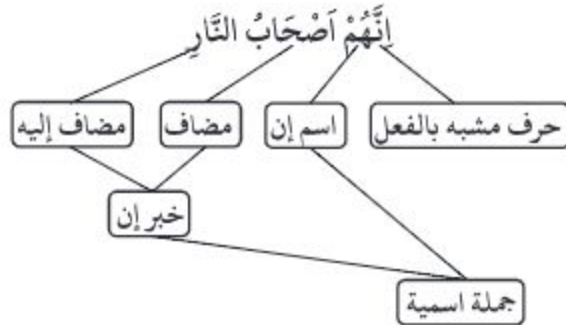 اِنَّهُمْ اَصْحَابُ النَّارِ
حرف مشبه بالفعل اسم إن مضاف مضاف إليه
خبر إن
جملة اسمية